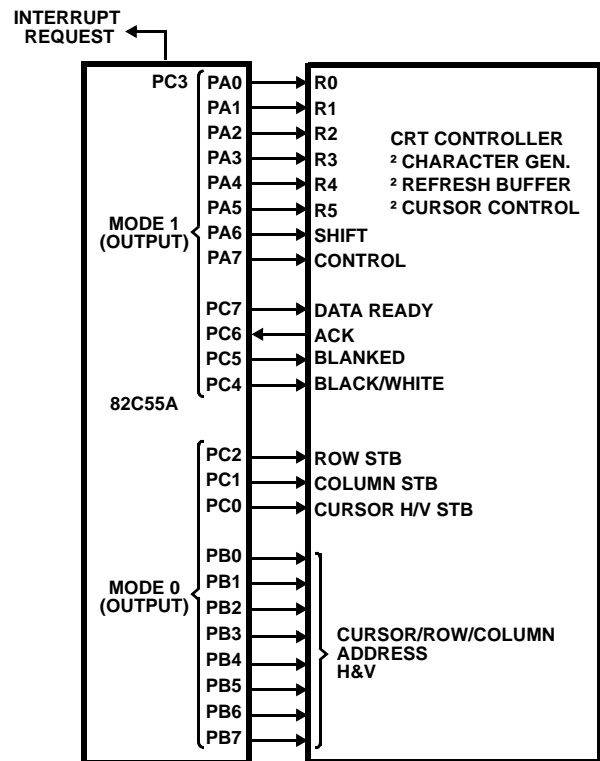 INTERRUPT
REQUEST
PC3 PA0 R0
PA1 R1
PA2 R2
PA3 R3
PA4 R4
PA5 R5
PA6 SHIFT
PA7 CONTROL
CRT CONTROLLER
² CHARACTER GEN.
² REFRESH BUFFER
² CURSOR CONTROL
MODE 1
(OUTPUT)
PC7 DATA READY
PC6 ACK
PC5 BLANKED
PC4 BLACK/WHITE
82C55A
PC2 ROW STB
PC1 COLUMN STB
PC0 CURSOR H/V STB
MODE 0
(OUTPUT)
PB0
PB1
PB2
PB3
PB4
PB5
PB6
PB7
CURSOR/ROW/COLUMN
ADDRESS
H&V